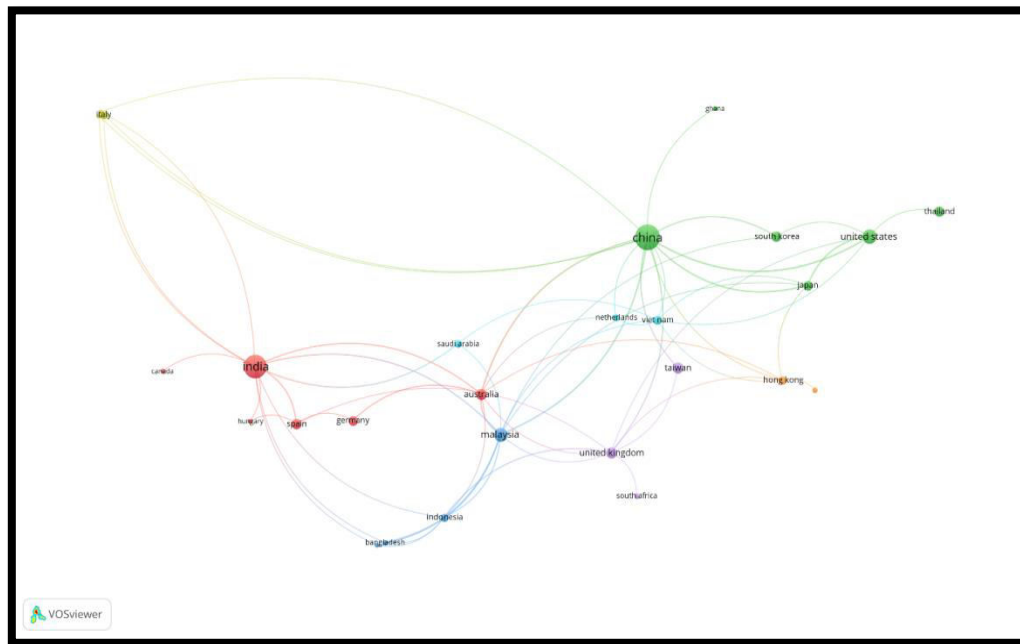 ghana
italy
thailand
china
south korea
united states
japan
netherlands
viet nam
saudi arabia
india
canada
taiwan
hong kong
australia
hungary
spain
germany
malaysia
united kingdom
south africa
indonesia
bangladesh
VOSviewer